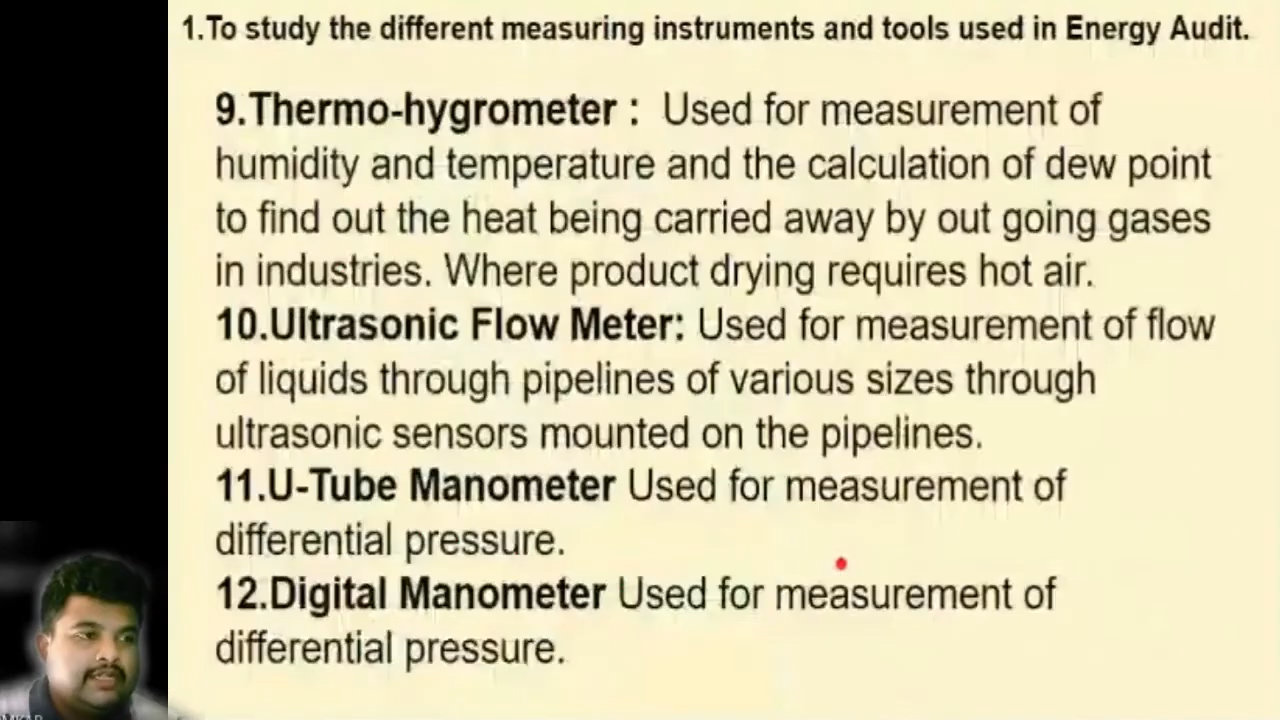 1.To study the different measuring instruments and tools used in Energy Audit.
9.Thermo-hygrometer : Used for measurement of
humidity and temperature and the calculation of dew point
to find out the heat being carried away by out going gases
in industries. Where product drying requires hot air.
10.Ultrasonic Flow Meter: Used for measurement of flow
of liquids through pipelines of various sizes through
ultrasonic sensors mounted on the pipelines.
11.U-Tube Manometer Used for measurement of
differential pressure.
12.Digital Manometer Used for measurement of
differential pressure.